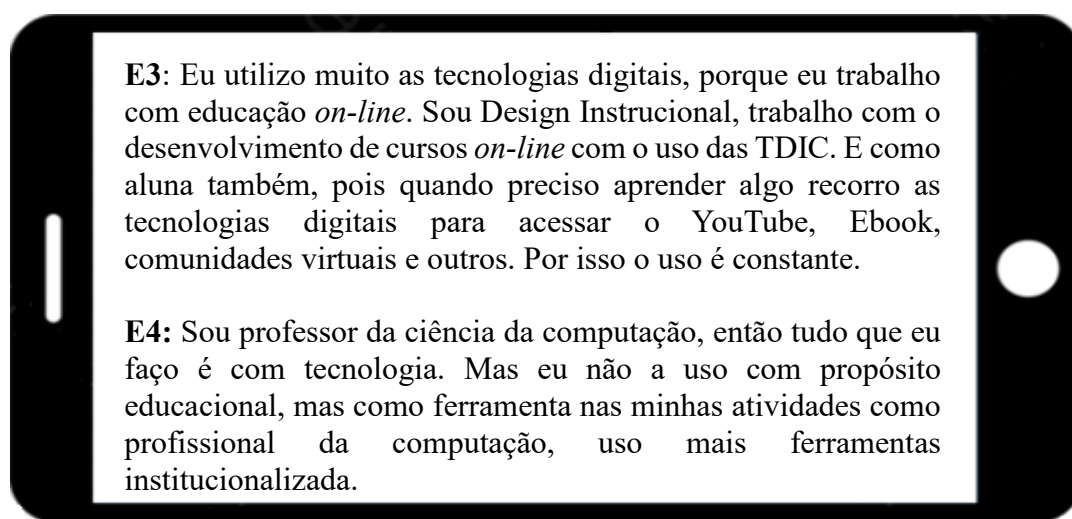 E3: Eu utilizo muito as tecnologias digitais, porque eu trabalho
com educação on-line. Sou Design Instrucional, trabalho com o
desenvolvimento de cursos on-line com o uso das TDIC. E como
aluna também, pois quando preciso aprender algo recorro as
tecnologias digitais para acessar o YouTube, Ebook,
comunidades virtuais e outros. Por isso o uso é constante.
E4: Sou professor da ciência da computação, então tudo que eu
faço é com tecnologia. Mas eu não a uso com propósito
educacional, mas como ferramenta nas minhas atividades como
profissional da computação, uso mais ferramentas
institucionalizada.